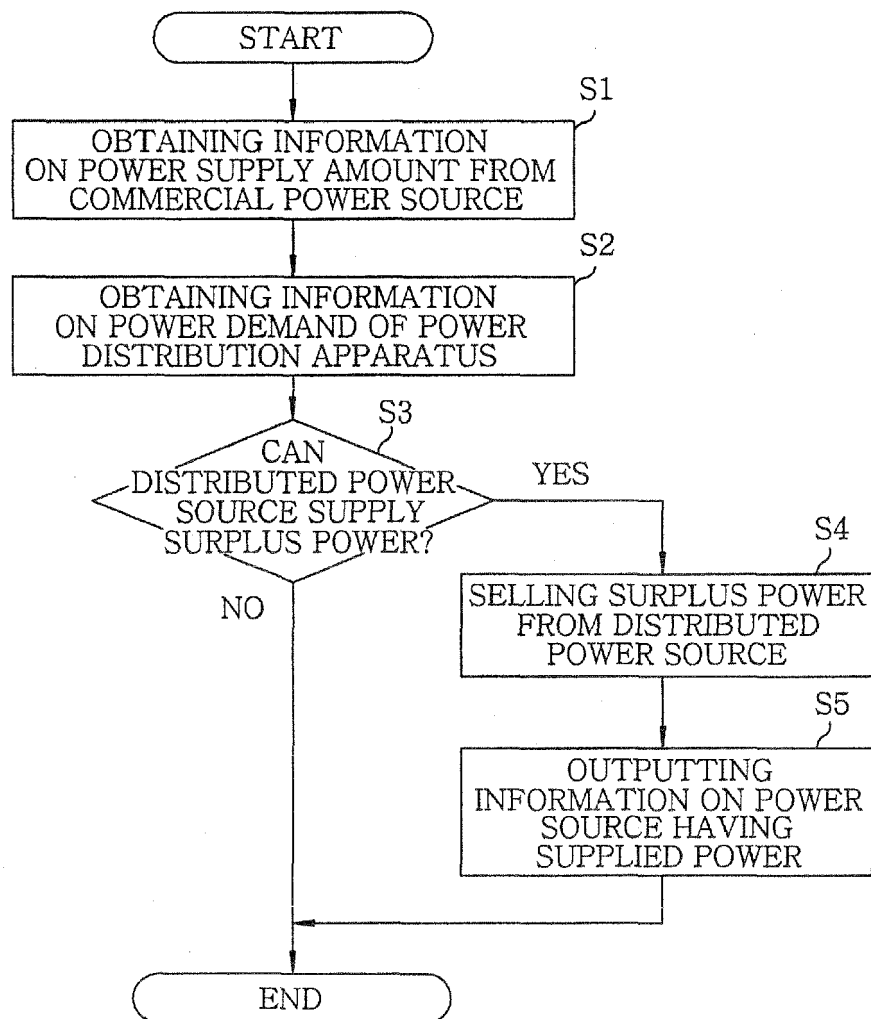 START
S1
OBTAINING INFORMATION
ON POWER SUPPLY AMOUNT FROM
COMMERCIAL POWER SOURCE
S2
OBTAINING INFORMATION
ON POWER DEMAND OF POWER
DISTRIBUTION APPARATUS
S3
CAN
DISTRIBUTED POWER
SOURCE SUPPLY
SURPLUS POWER?
YES
NO
S4
SELLING SURPLUS POWER
FROM DISTRIBUTED
POWER SOURCE
S5
OUTPUTTING
INFORMATION ON POWER
SOURCE HAVING
SUPPLIED POWER
END